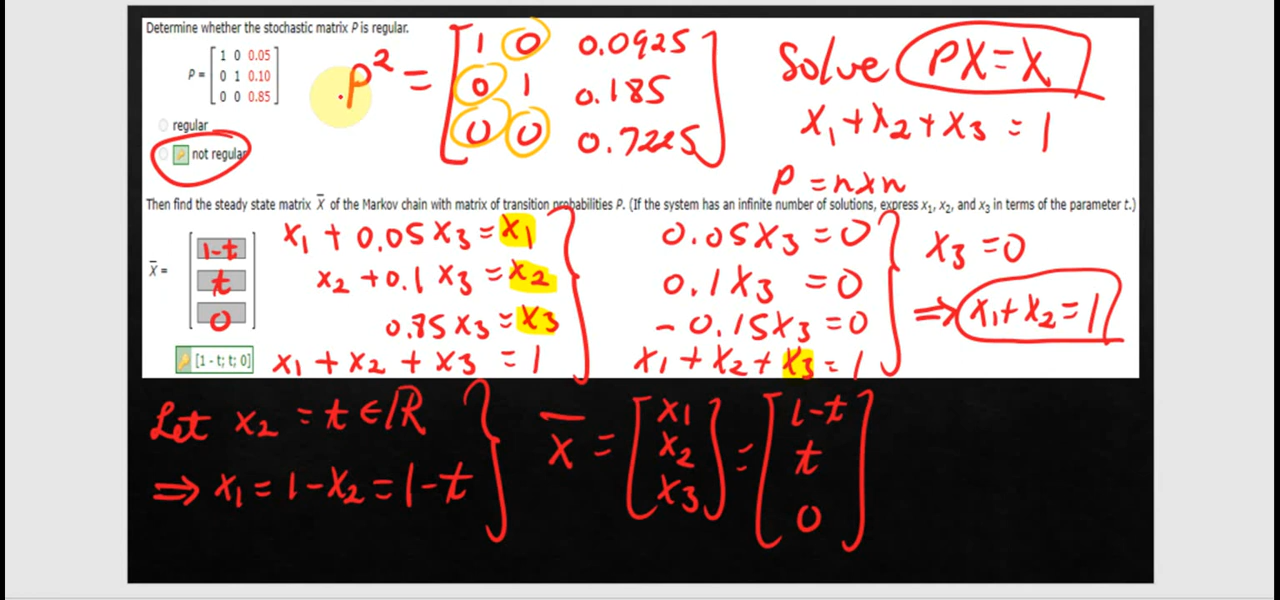 Determine whether the stochastic matrix P is regular.
P = [ 1 0 0.05
0 1 0.10
0 0 0.85 ]
P² = [ 1 0 0.0925
0 1 0.185
0 0 0.7225 ]
Solve PX = X
x₁ + x₂ + x₃ = 1
P = n×n
regular
not regular
Then find the steady state matrix X̄ of the Markov chain with matrix of transition probabilities P. (If the system has an infinite number of solutions, express x₁, x₂, and x₃ in terms of the parameter t.)
X̄ = [ 1-t
t
0 ]
[1 - t; t; 0]
x₁ + 0.05 x₃ = x₁
x₂ + 0.1 x₃ = x₂
0.85 x₃ = x₃
x₁ + x₂ + x₃ = 1
0.05x₃ = 0
0.1x₃ = 0
- 0.15x₃ = 0
x₁ + x₂ + x₃ = 1
x₃ = 0
⇒ x₁ + x₂ = 1
Let x₂ = t ∈ ℝ
⇒ x₁ = 1 - x₂ = 1 - t
X̄ = [ x₁ x₂ x₃ ] = [ 1-t t 0 ]